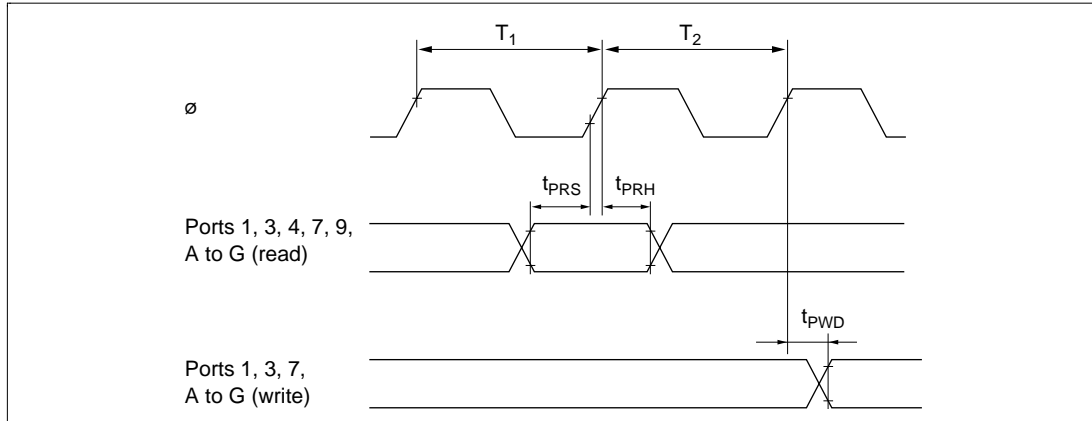 T1 T2
ø
tPRS tPRH
Ports 1, 3, 4, 7, 9,
A to G (read)
tPWD
Ports 1, 3, 7,
A to G (write)